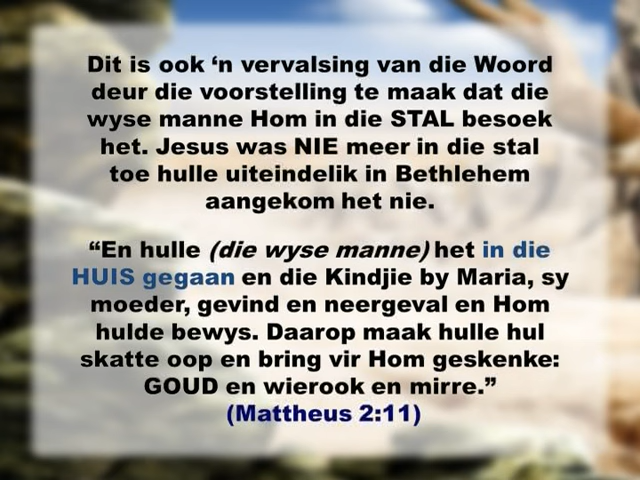 Dit is ook ‘n vervalsing van die Woord
deur die voorstelling te maak dat die
wyse manne Hom in die STAL besoek
het. Jesus was NIE meer in die stal
toe hulle uiteindelik in Bethlehem
aangekom het nie.
“En hulle (die wyse manne) het in die
HUIS gegaan en die Kindjie by Maria, sy
moeder, gevind en neergeval en Hom
hulde bewys. Daarop maak hulle hul
skatte oop en bring vir Hom geskenke:
GOUD en wierook en mirre.”
(Mattheus 2:11)